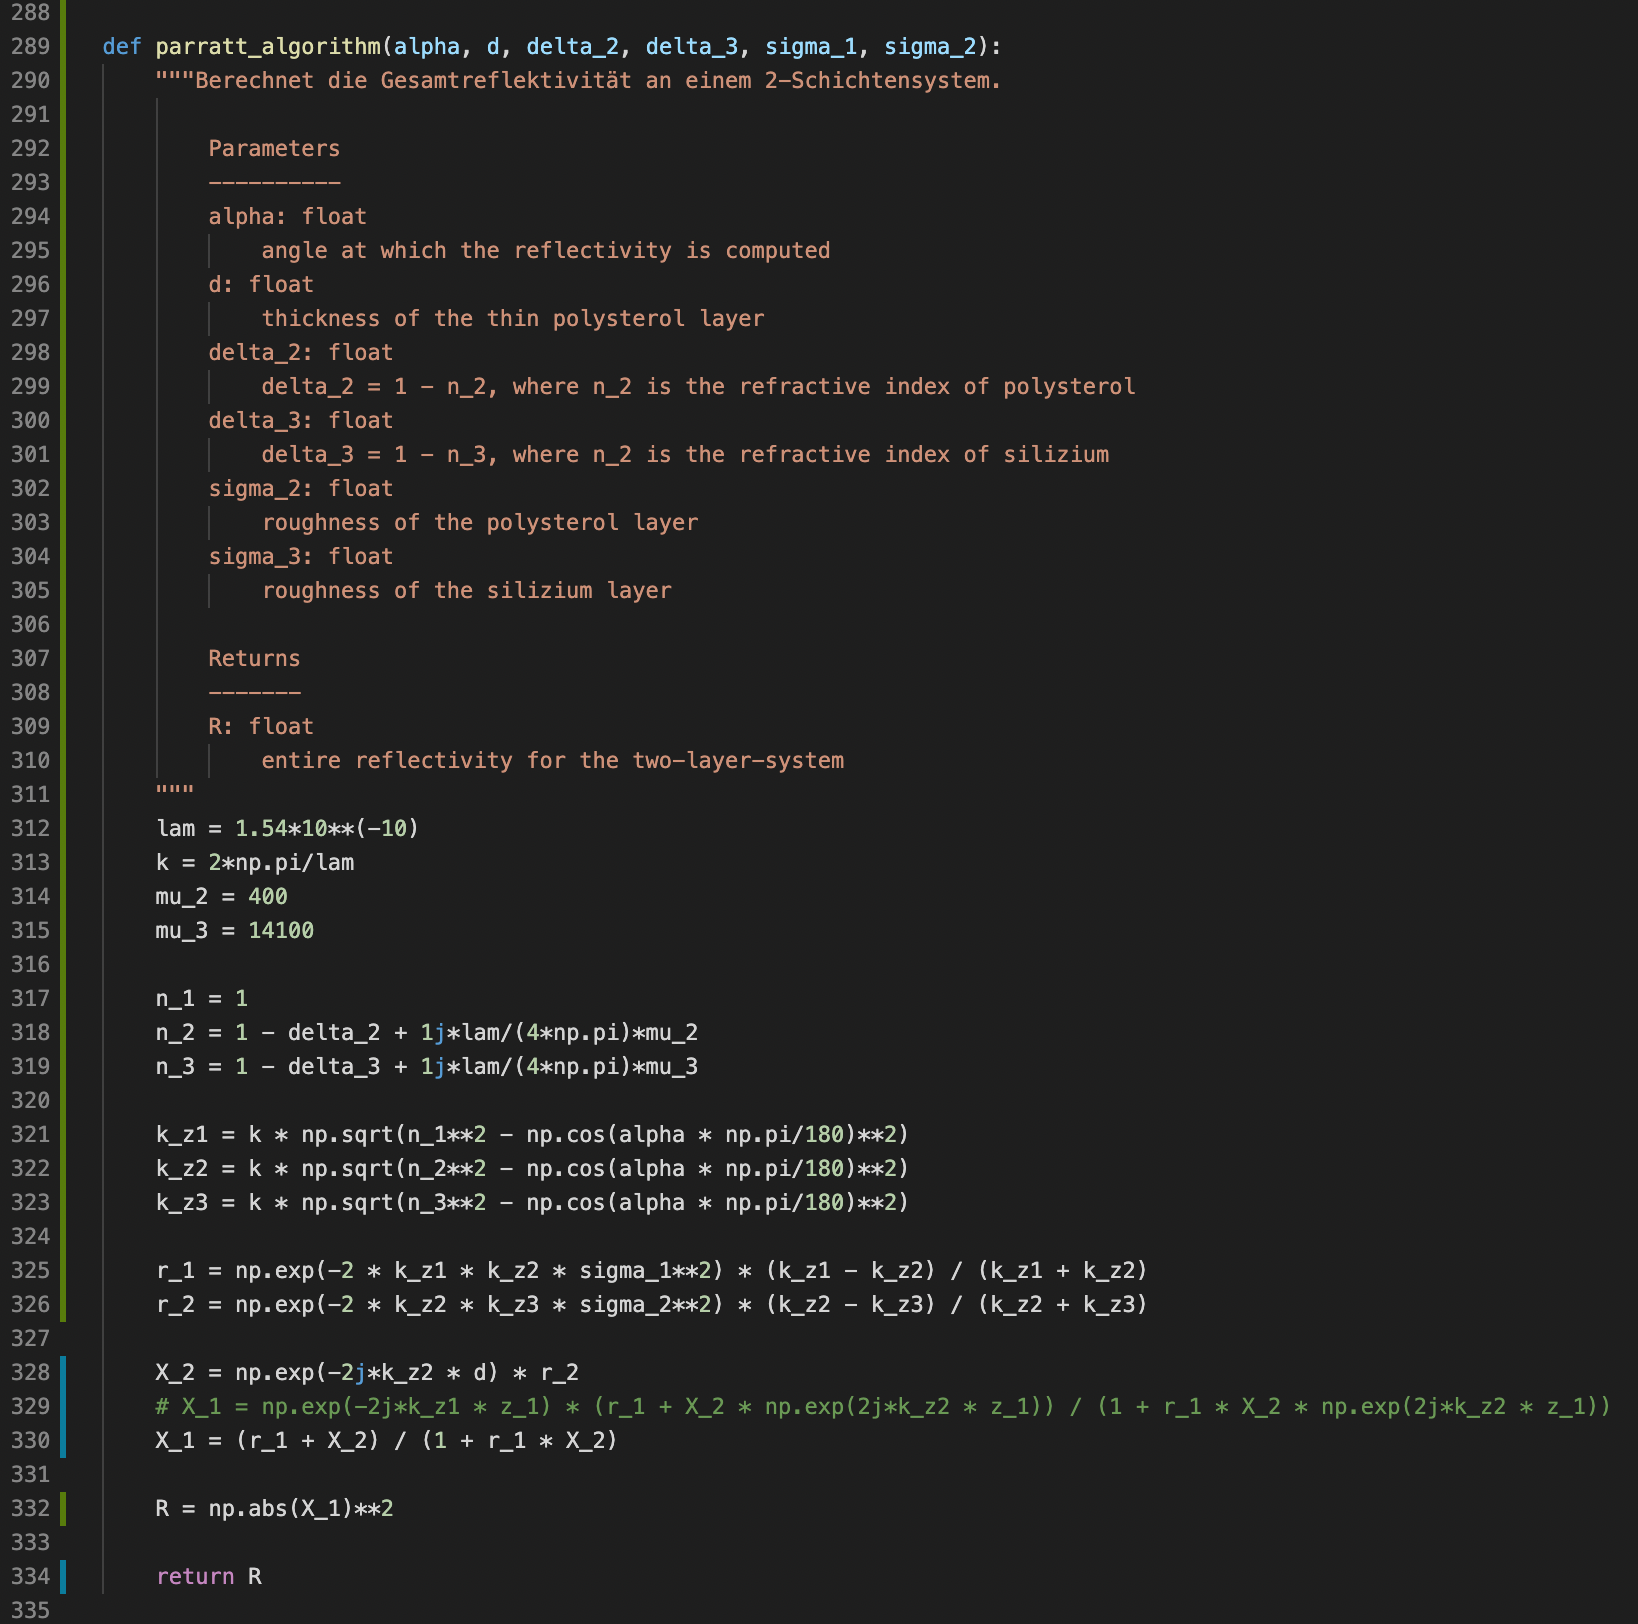 288
289 def parratt_algorithm(alpha, d, delta_2, delta_3, sigma_1, sigma_2):
290 """Berechnet die Gesamtreflektivität an einem 2-Schichtensystem.
291
292 Parameters
293 ----------
294 alpha: float
295 angle at which the reflectivity is computed
296 d: float
297 thickness of the thin polysterol layer
298 delta_2: float
299 delta_2 = 1 - n_2, where n_2 is the refractive index of polysterol
300 delta_3: float
301 delta_3 = 1 - n_3, where n_2 is the refractive index of silizium
302 sigma_2: float
303 roughness of the polysterol layer
304 sigma_3: float
305 roughness of the silizium layer
306
307 Returns
308 -------
309 R: float
310 entire reflectivity for the two-layer-system
311 """
312 lam = 1.54*10**(-10)
313 k = 2*np.pi/lam
314 mu_2 = 400
315 mu_3 = 14100
316
317 n_1 = 1
318 n_2 = 1 - delta_2 + 1j*lam/(4*np.pi)*mu_2
319 n_3 = 1 - delta_3 + 1j*lam/(4*np.pi)*mu_3
320
321 k_z1 = k * np.sqrt(n_1**2 - np.cos(alpha * np.pi/180)**2)
322 k_z2 = k * np.sqrt(n_2**2 - np.cos(alpha * np.pi/180)**2)
323 k_z3 = k * np.sqrt(n_3**2 - np.cos(alpha * np.pi/180)**2)
324
325 r_1 = np.exp(-2 * k_z1 * k_z2 * sigma_1**2) * (k_z1 - k_z2) / (k_z1 + k_z2)
326 r_2 = np.exp(-2 * k_z2 * k_z3 * sigma_2**2) * (k_z2 - k_z3) / (k_z2 + k_z3)
327
328 X_2 = np.exp(-2j*k_z2 * d) * r_2
329 # X_1 = np.exp(-2j*k_z1 * z_1) * (r_1 + X_2 * np.exp(2j*k_z2 * z_1)) / (1 + r_1 * X_2 * np.exp(2j*k_z2 * z_1))
330 X_1 = (r_1 + X_2) / (1 + r_1 * X_2)
331
332 R = np.abs(X_1)**2
333
334 return R
335